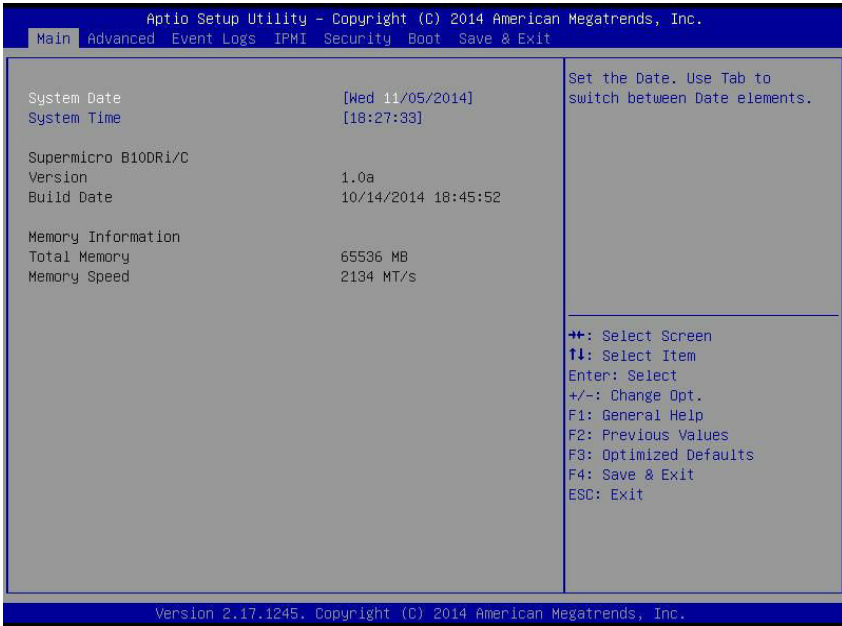 Aptio Setup Utility – Copyright (C) 2014 American Megatrends, Inc.
Main Advanced Event Logs IPMI Security Boot Save & Exit
System Date [Wed 11/05/2014]
System Time [18:27:33]
Supermicro B10DRi/C
Version 1.0a
Build Date 10/14/2014 18:45:52
Memory Information
Total Memory 65536 MB
Memory Speed 2134 MT/s
Set the Date. Use Tab to
switch between Date elements.
→←: Select Screen
↑↓: Select Item
Enter: Select
+/-: Change Opt.
F1: General Help
F2: Previous Values
F3: Optimized Defaults
F4: Save & Exit
ESC: Exit
Version 2.17.1245. Copyright (C) 2014 American Megatrends, Inc.